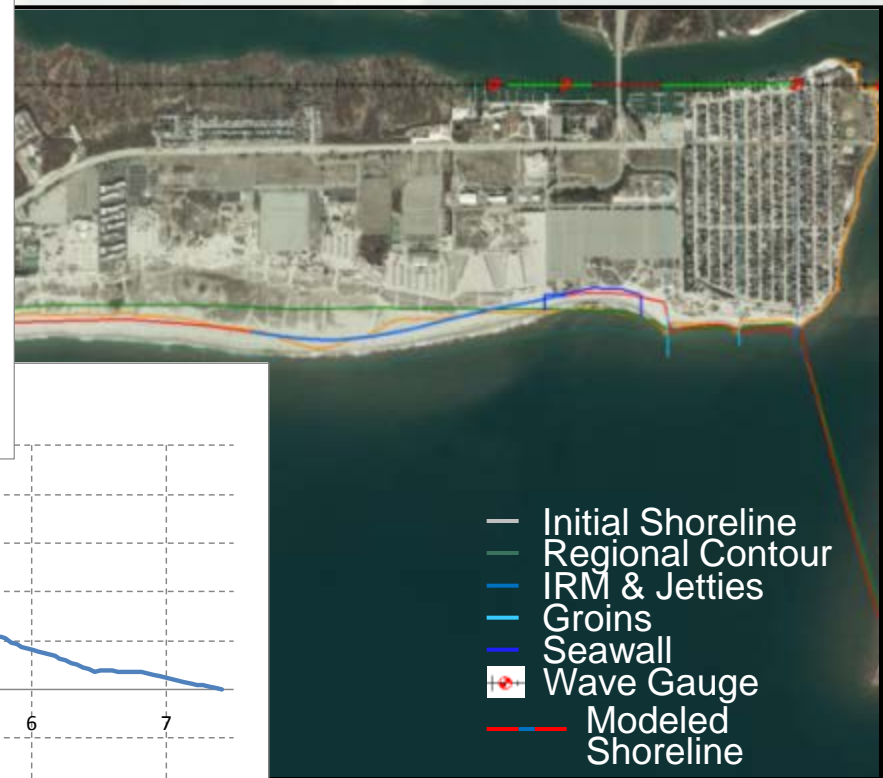 Initial Shoreline
Regional Contour
IRM & Jetties
Groins
Seawall
Wave Gauge
Modeled
Shoreline
6 7